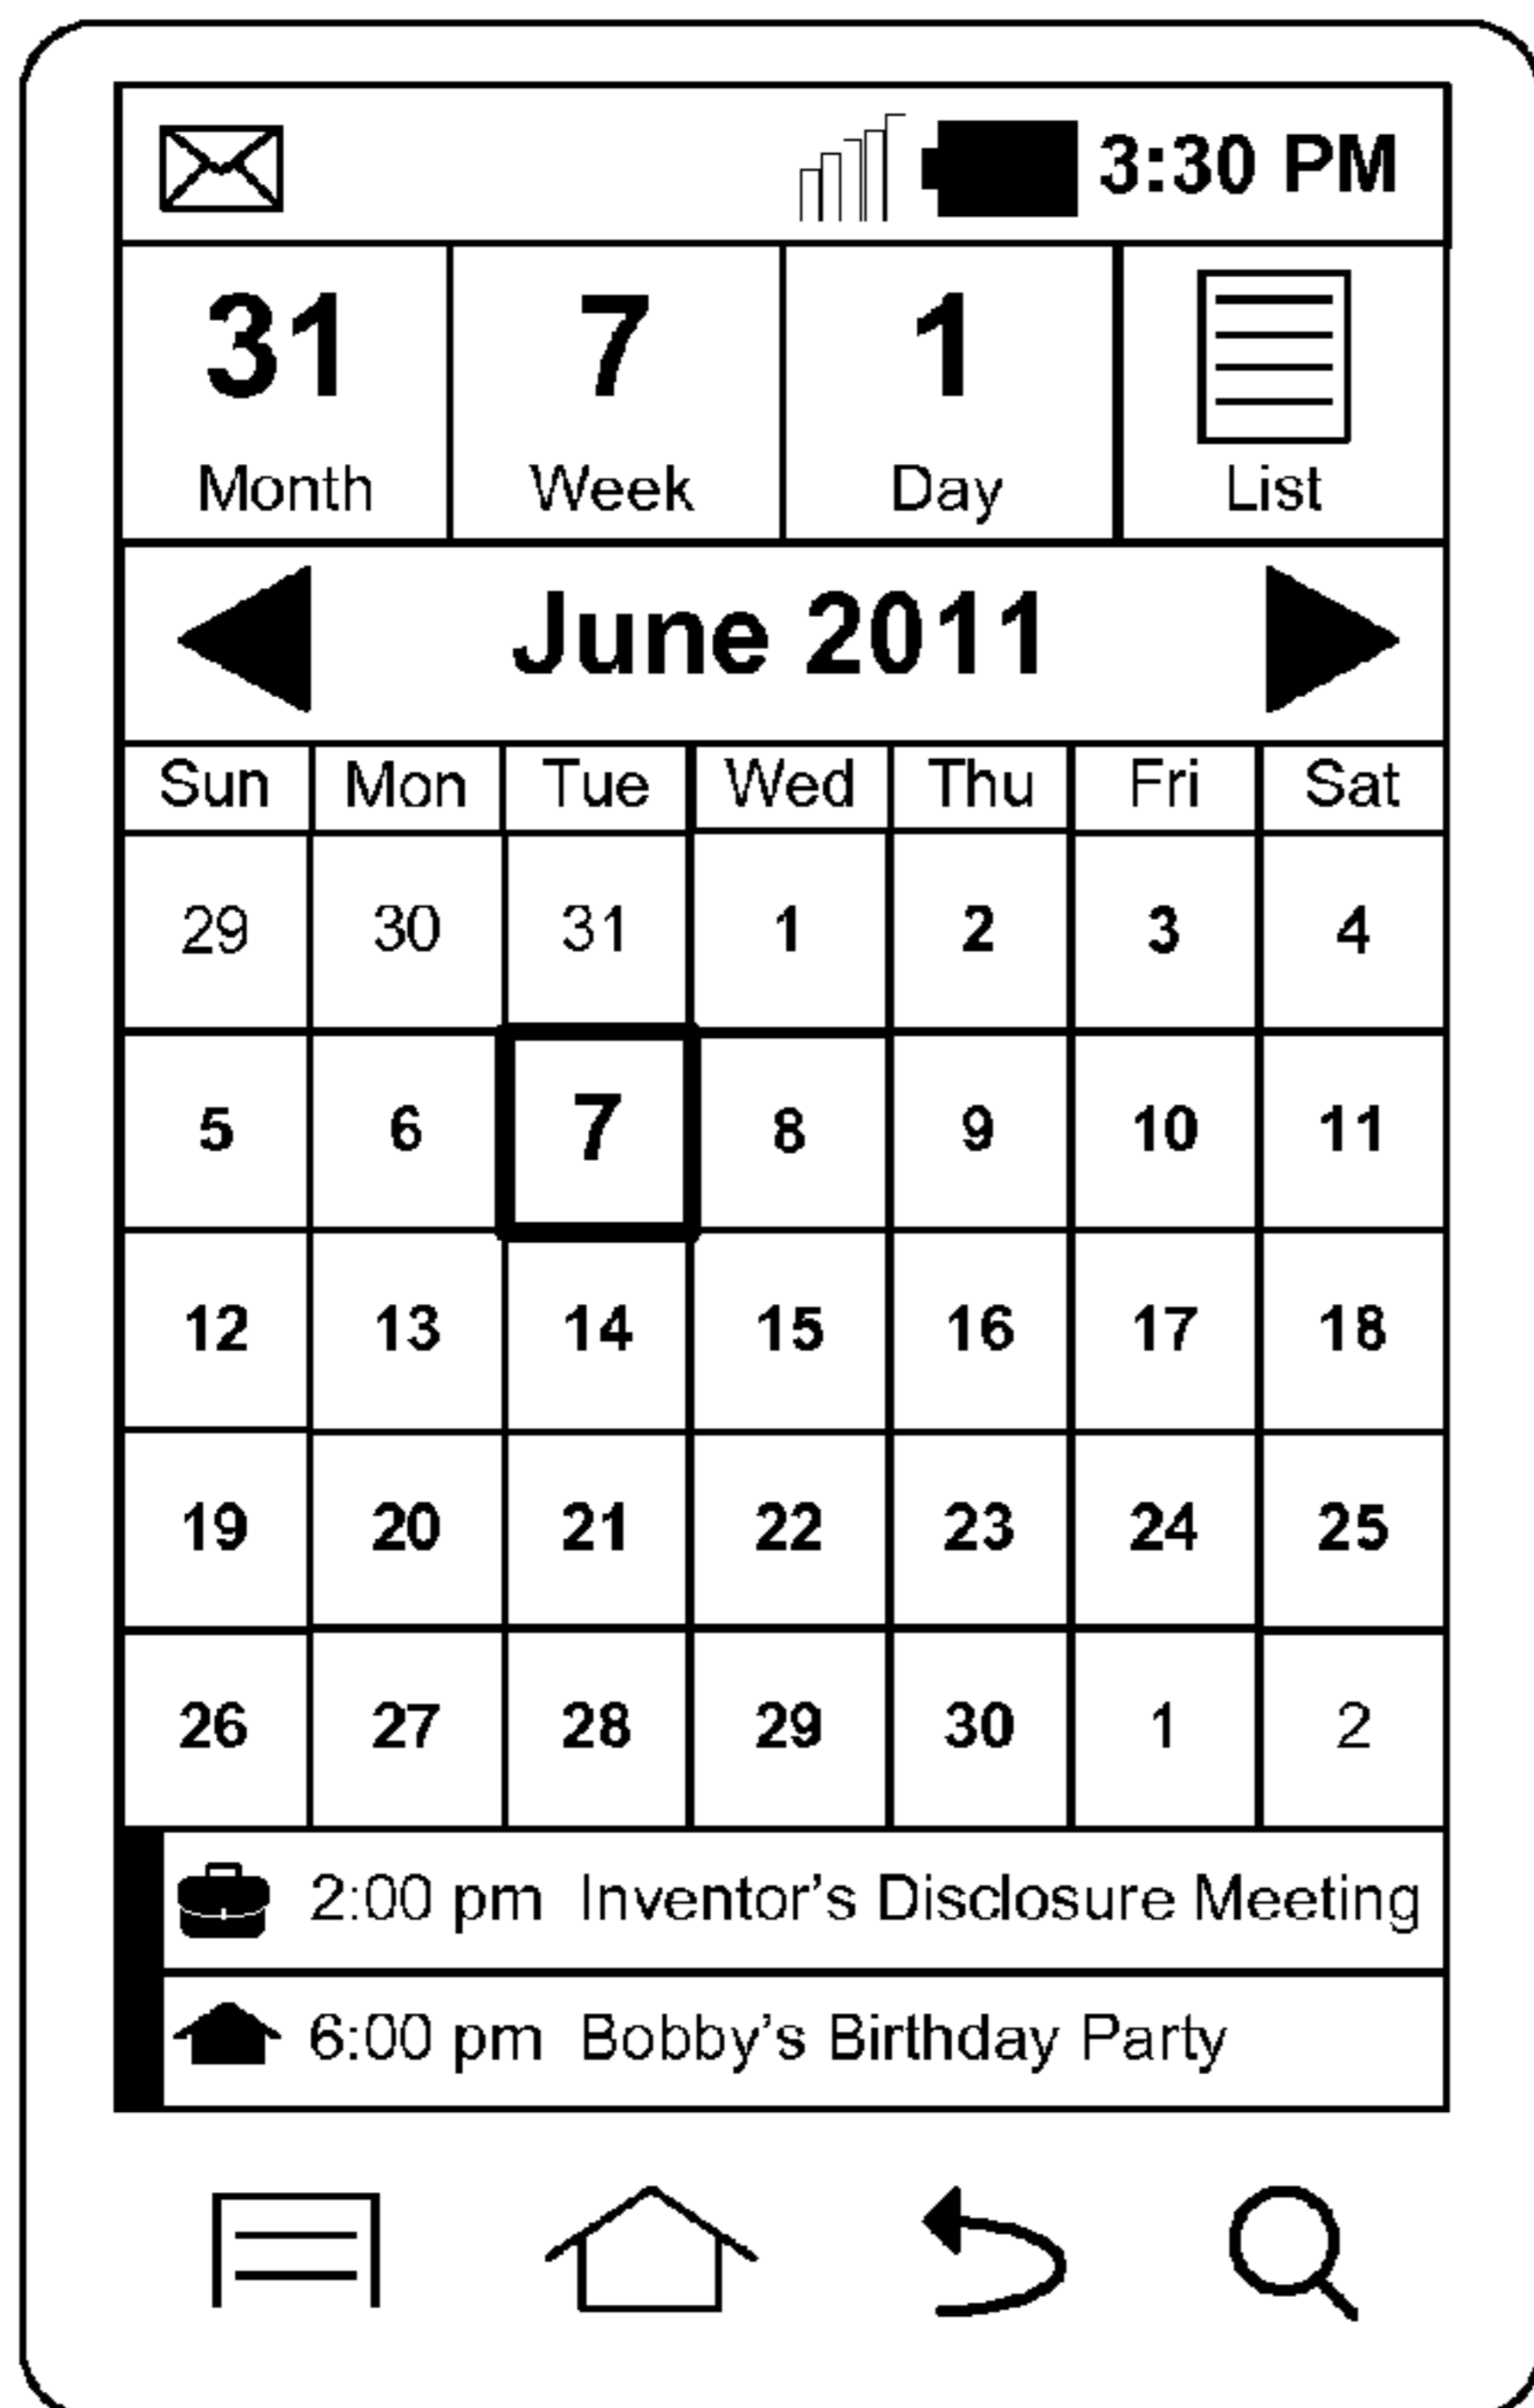 3:30 PM
31 7 1
Month Week Day List
June 2011
Sun Mon Tue Wed Thu Fri Sat
29 30 31 1 2 3 4
5 6 7 8 9 10 11
12 13 14 15 16 17 18
19 20 21 22 23 24 25
26 27 28 29 30 1 2
2:00 pm Inventor's Disclosure Meeting
6:00 pm Bobby's Birthday Party